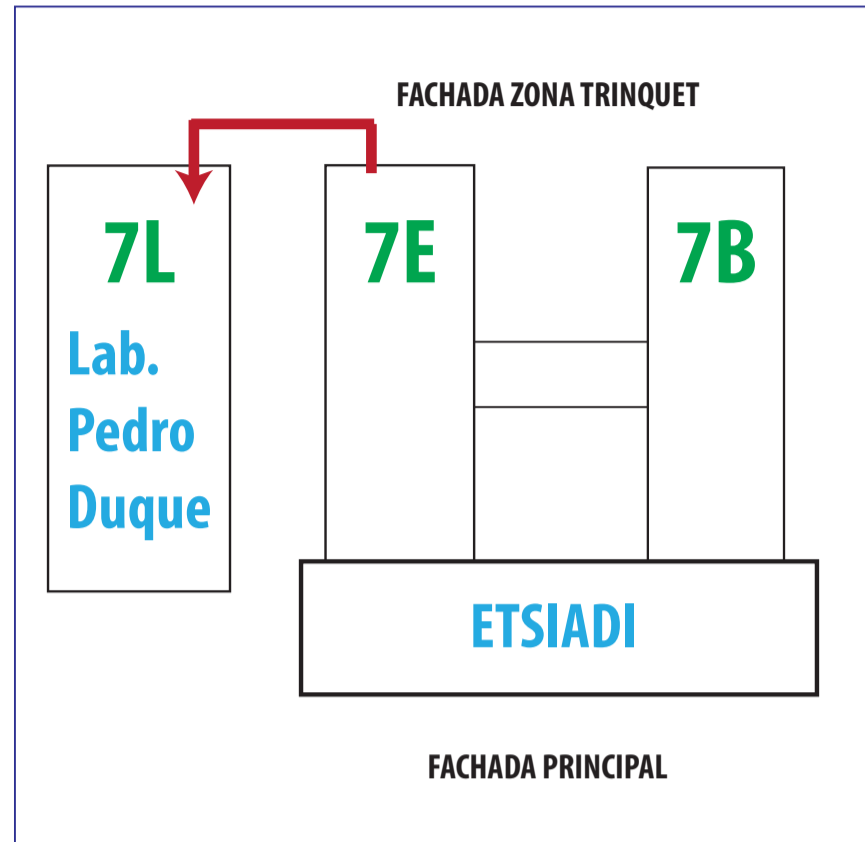 FACHADA ZONA TRINQUET
7L
7E
7B
Lab.
Pedro
Duque
ETSIADI
FACHADA PRINCIPAL